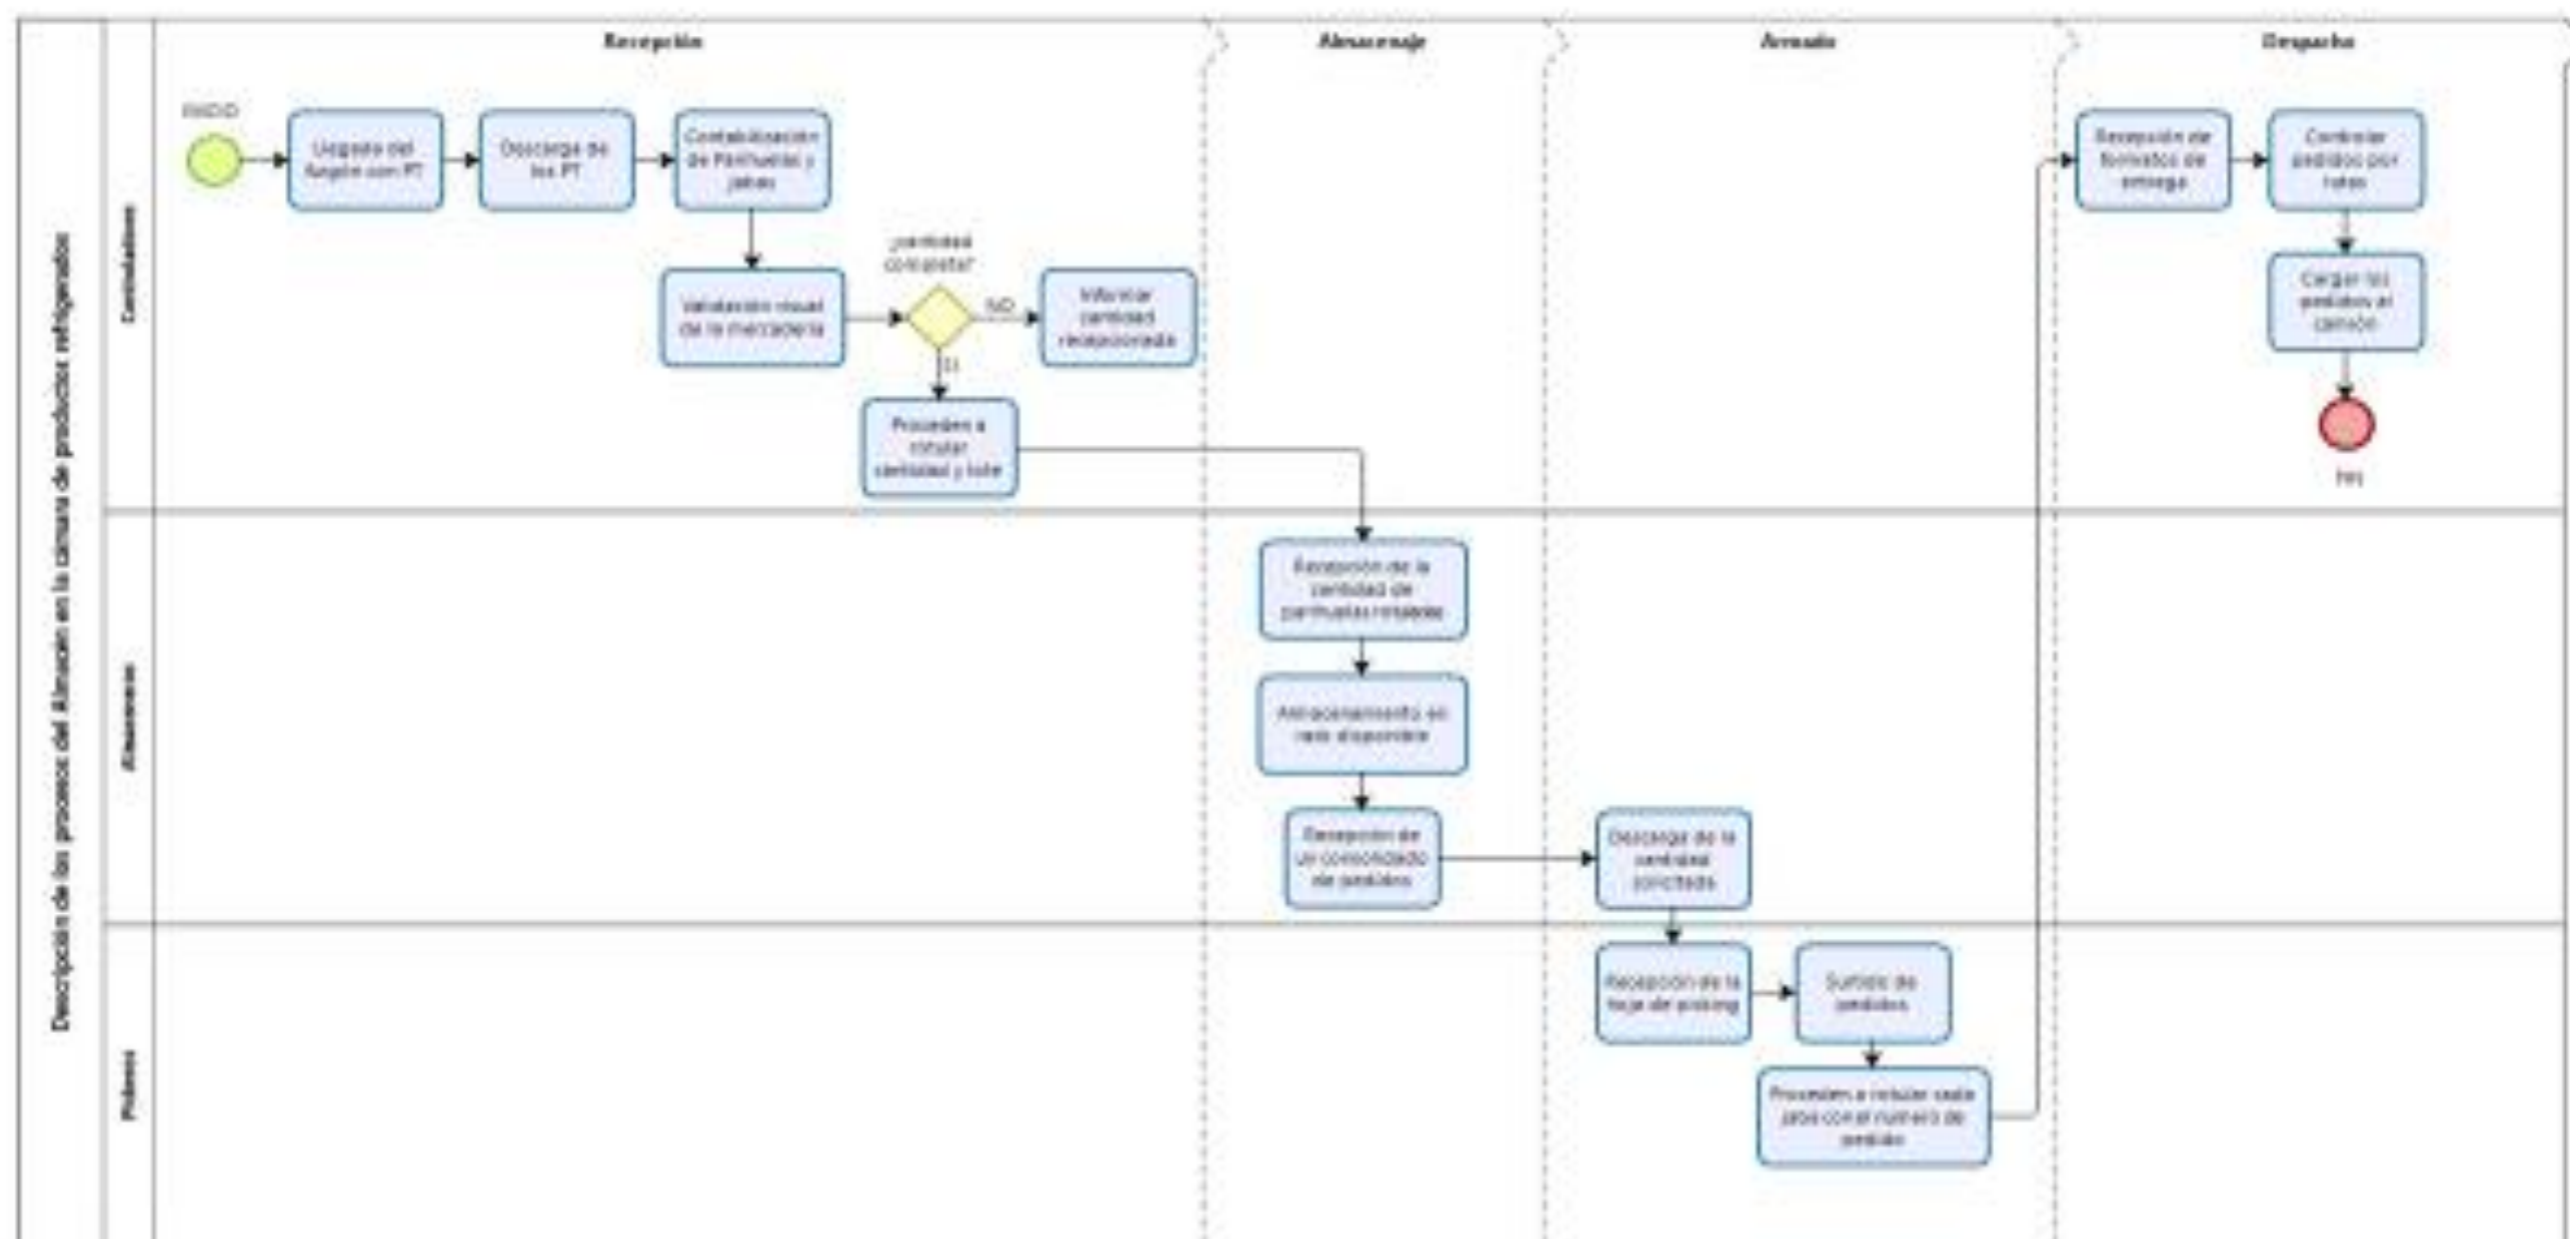 Descripción de los procesos del Almacén en la cámara de productos refrigerados
Recepción
Almacenaje
Armado
Despacho
INICIO
Llegada del
furgón con PT
Descarga de
los PT
Contabilización
de Parihuelas y
jabas
Recepción de
formatos de
entrega
Controlar
pedidos por
rutas
¿cantidad
completa?
Validación visual
de la mercadería
NO
Informar
cantidad
recepcionada
Cargar los
pedidos al
camión
SI
Proceden a
rotular
cantidad y lote
Recepción de la
cantidad de
parihuelas rotuladas
Almacenamiento en
rack disponible
Recepción de
un consolidado
de pedidos
Descarga de la
cantidad
solicitada
Recepción de la
hoja de picking
Surtido de
pedidos
Proceden a rotular cada
jaba con el número de
pedido